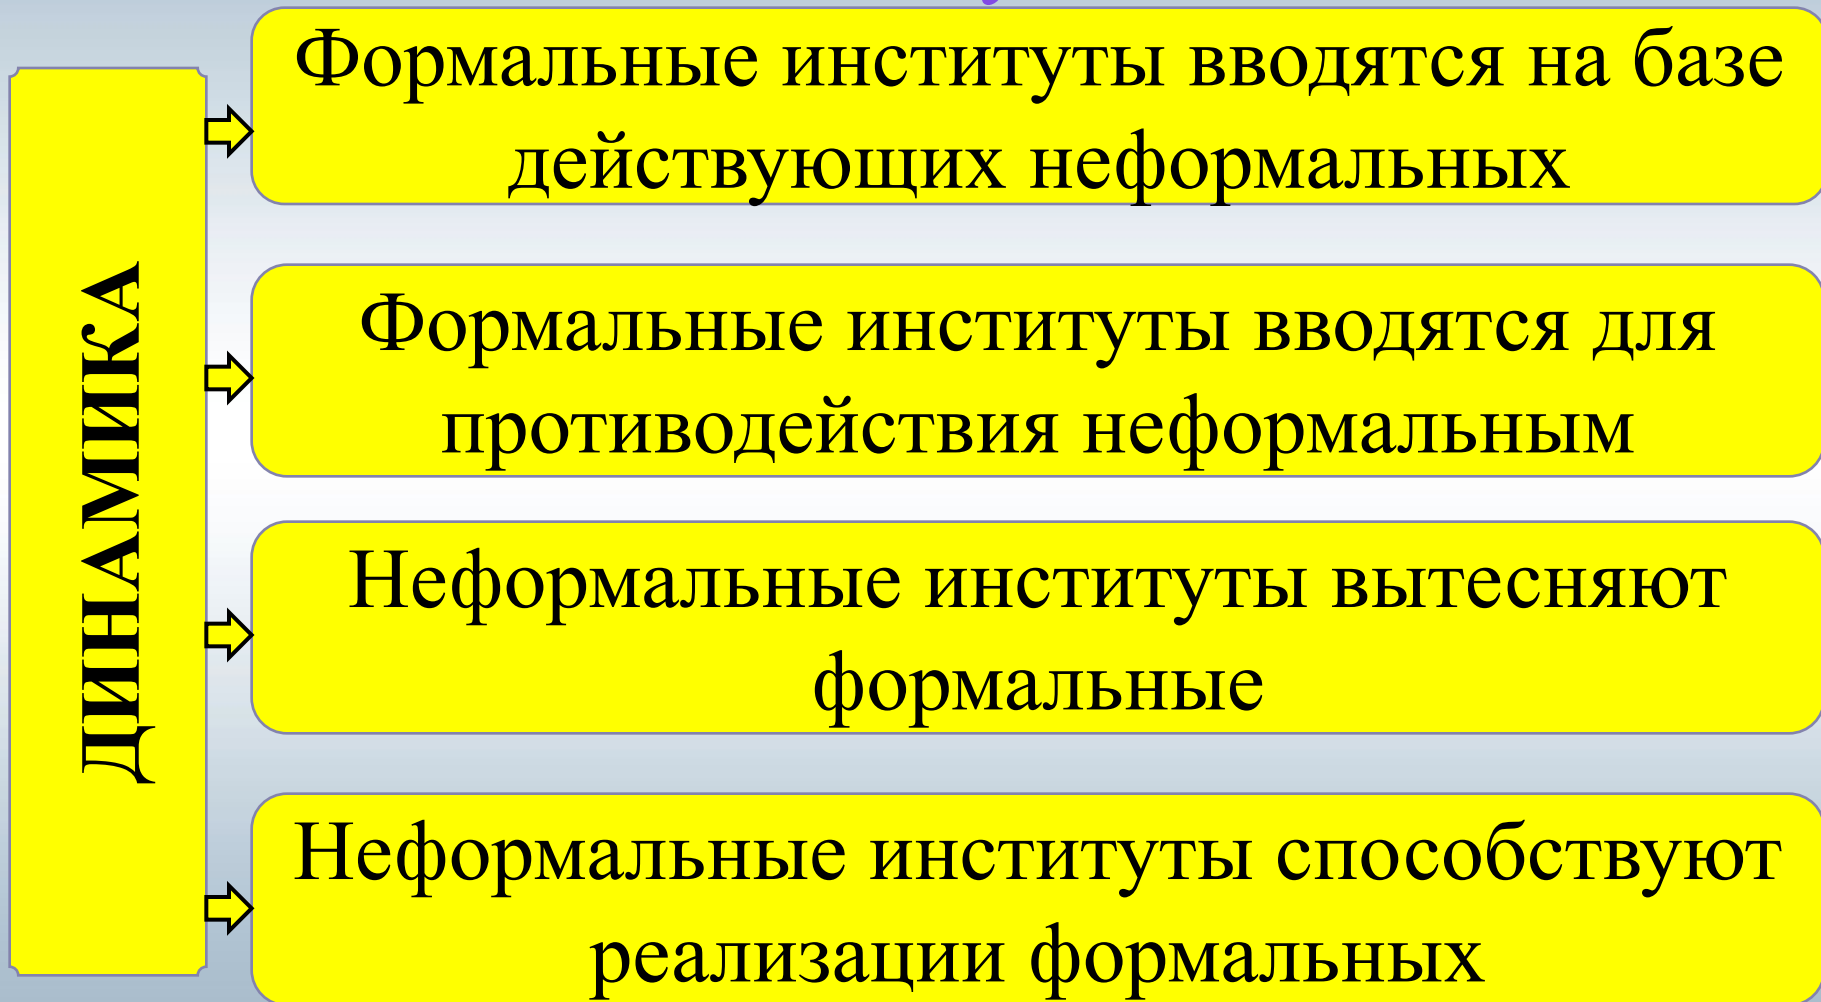 ДИНАМИКА
Формальные институты вводятся на базе
действующих неформальных
Формальные институты вводятся для
противодействия неформальным
Неформальные институты вытесняют
формальные
Неформальные институты способствуют
реализации формальных